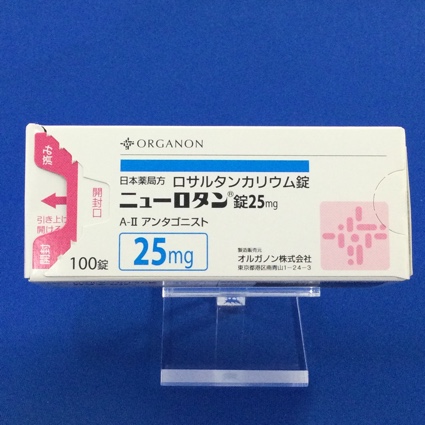 ORGANON
日本薬局方 ロサルタンカリウム錠
ニューロタン®錠25mg
A-II アンタゴニスト
25mg
100錠
製造販売元
オルガノン株式会社
東京都港区南青山1-24-3
開封口
引き上げ
開ける
開封
済み